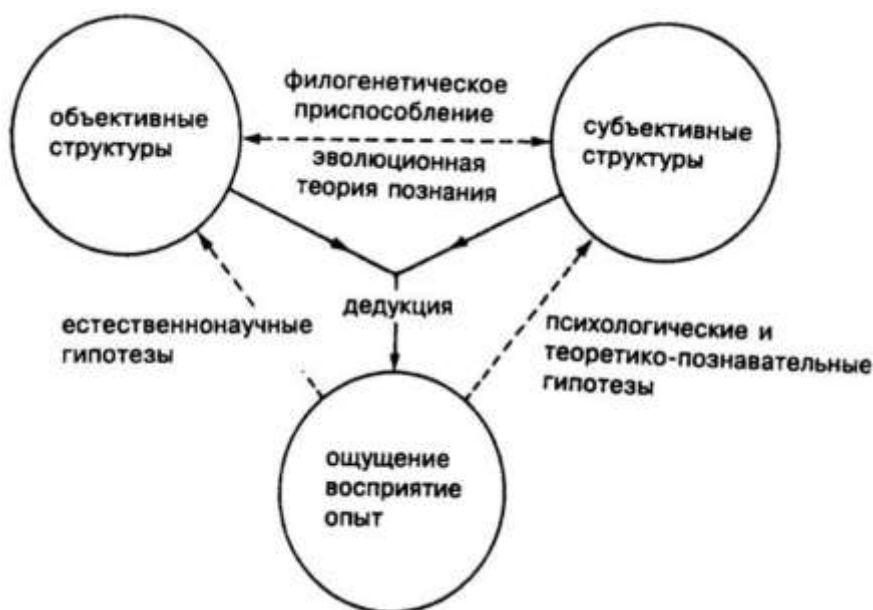 филогенетическое
приспособление
объективные
структуры
субъективные
структуры
эволюционная
теория познания
дедукция
естественнонаучные
гипотезы
психологические и
теоретико-познавательные
гипотезы
ощущение
восприятие
опыт